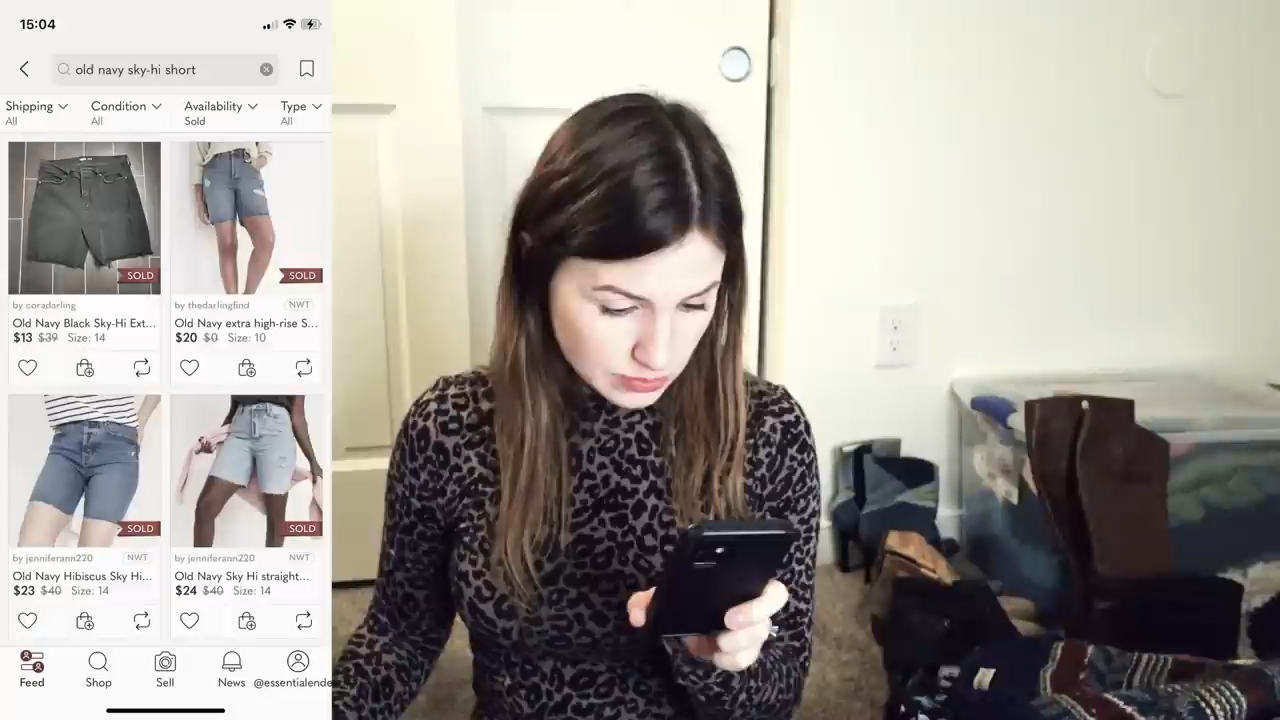 15:04
old navy sky-hi short
Shipping Condition Availability Type
All All Sold All
SOLD SOLD
by coradarling by thedarlingfind NWT
Old Navy Black Sky-Hi Ext... Old Navy extra high-rise S...
$13 $39 Size: 14 $20 $0 Size: 10
SOLD SOLD
by jenniferann220 NWT by jenniferann220 NWT
Old Navy Hibiscus Sky Hi... Old Navy Sky Hi straight...
$23 $40 Size: 14 $24 $40 Size: 14
Feed Shop Sell News @essentialende